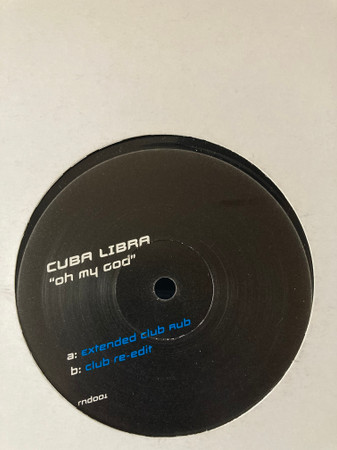 CUBA LIBRA
"oh my god"
a: Extended Club Rub
b: Club re-edit
rnd001